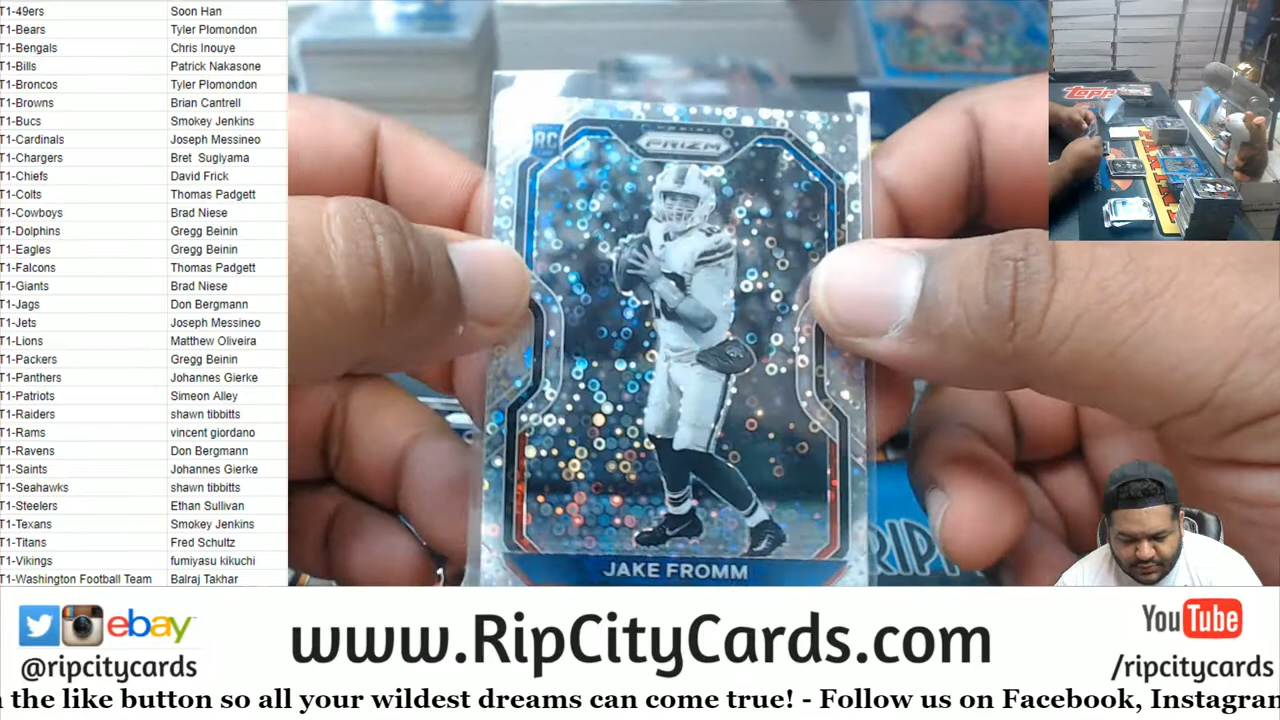 T1-49ers Soon Han
T1-Bears Tyler Plomondon
T1-Bengals Chris Inouye
T1-Bills Patrick Nakasone
T1-Broncos Tyler Plomondon
T1-Browns Brian Cantrell
T1-Bucs Smokey Jenkins
T1-Cardinals Joseph Messineo
T1-Chargers Bret Sugiyama
T1-Chiefs David Frick
T1-Colts Thomas Padgett
T1-Cowboys Brad Niese
T1-Dolphins Gregg Beinin
T1-Eagles Gregg Beinin
T1-Falcons Thomas Padgett
T1-Giants Brad Niese
T1-Jags Don Bergmann
T1-Jets Joseph Messineo
T1-Lions Matthew Oliveira
T1-Packers Gregg Beinin
T1-Panthers Johannes Gierke
T1-Patriots Simeon Alley
T1-Raiders shawn tibbitts
T1-Rams vincent giordano
T1-Ravens Don Bergmann
T1-Saints Johannes Gierke
T1-Seahawks shawn tibbitts
T1-Steelers Ethan Sullivan
T1-Texans Smokey Jenkins
T1-Titans Fred Schultz
T1-Vikings fumiyasu kikuchi
T1-Washington Football Team Balraj Takhar
RC
PANINI
PRIZM
JAKE FROMM
RIP
Topps
ebay
@ripcitycards
www.RipCityCards.com
YouTube
/ripcitycards
the like button so all your wildest dreams can come true! - Follow us on Facebook, Instagram